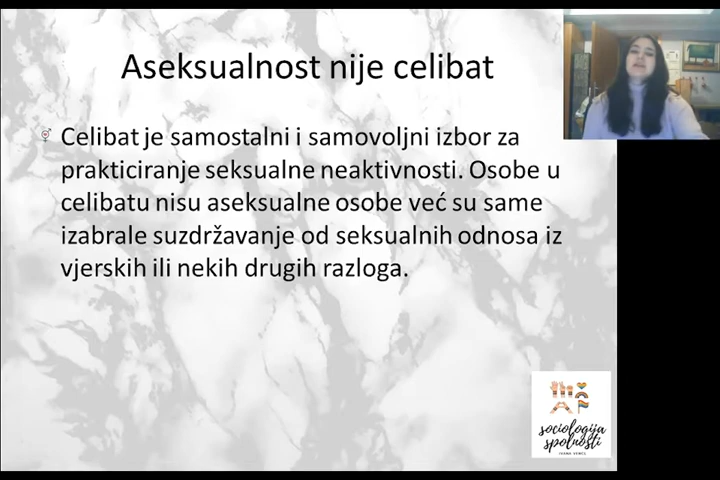 Aseksualnost nije celibat
Celibat je samostalni i samovoljni izbor za
prakticiranje seksualne neaktivnosti. Osobe u
celibatu nisu aseksualne osobe već su same
izabrale suzdržavanje od seksualnih odnosa iz
vjerskih ili nekih drugih razloga.
sociologija
spolnosti